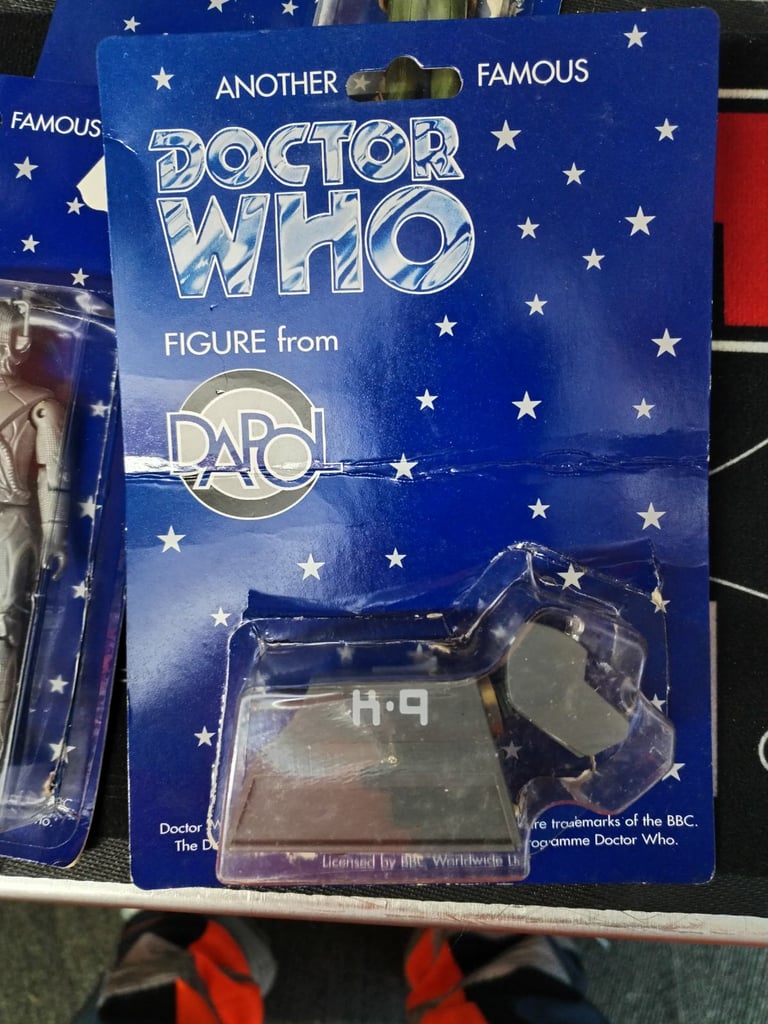 ANOTHER FAMOUS
DOCTOR
WHO
FIGURE from
DAPOL
K·9
Doctor
re trademarks of the BBC.
The
ogramme Doctor Who.
Licensed by BBC Worldwide
FAMOUS